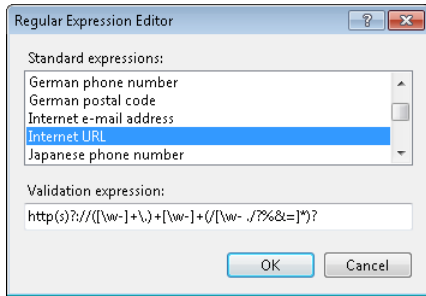 Regular Expression Editor
Standard expressions:
German phone number
German postal code
Internet e-mail address
Internet URL
Japanese phone number
Validation expression:
http(s)?://([\w-]+\.)+[\w-]+(/[\w- ./?%&=]*)?
OK Cancel